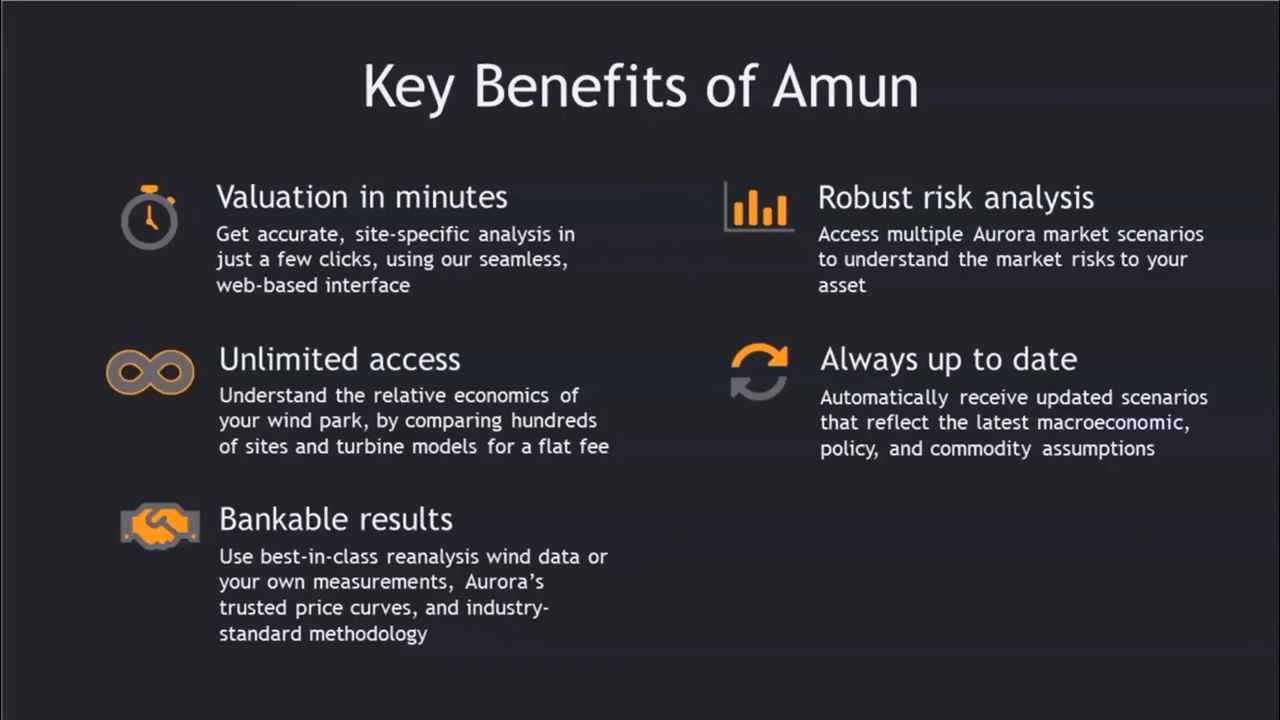 Key Benefits of Amun
Valuation in minutes
Get accurate, site-specific analysis in
just a few clicks, using our seamless,
web-based interface
Unlimited access
Understand the relative economics of
your wind park, by comparing hundreds
of sites and turbine models for a flat fee
Bankable results
Use best-in-class reanalysis wind data or
your own measurements, Aurora's
trusted price curves, and industry-
standard methodology
Robust risk analysis
Access multiple Aurora market scenarios
to understand the market risks to your
asset
Always up to date
Automatically receive updated scenarios
that reflect the latest macroeconomic,
policy, and commodity assumptions